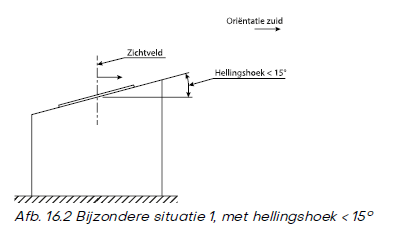 Oriëntatie zuid
Zichtveld
Hellingshoek < 15°
Afb. 16.2 Bijzondere situatie 1, met hellingshoek < 15°